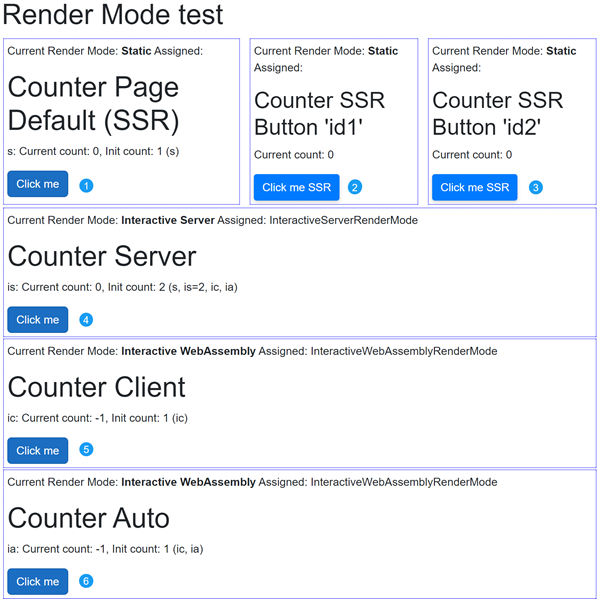 Render Mode test
Current Render Mode: Static Assigned:
Counter Page
Default (SSR)
s: Current count: 0, Init count: 1 (s)
Click me
1
Current Render Mode: Static
Assigned:
Counter SSR
Button 'id1'
Current count: 0
Click me SSR
2
Current Render Mode: Static
Assigned:
Counter SSR
Button 'id2'
Current count: 0
Click me SSR
3
Current Render Mode: Interactive Server Assigned: InteractiveServerRenderMode
Counter Server
is: Current count: 0, Init count: 2 (s, is=2, ic, ia)
Click me
4
Current Render Mode: Interactive WebAssembly Assigned: InteractiveWebAssemblyRenderMode
Counter Client
ic: Current count: -1, Init count: 1 (ic)
Click me
5
Current Render Mode: Interactive WebAssembly Assigned: InteractiveWebAssemblyRenderMode
Counter Auto
ia: Current count: -1, Init count: 1 (ic, ia)
Click me
6